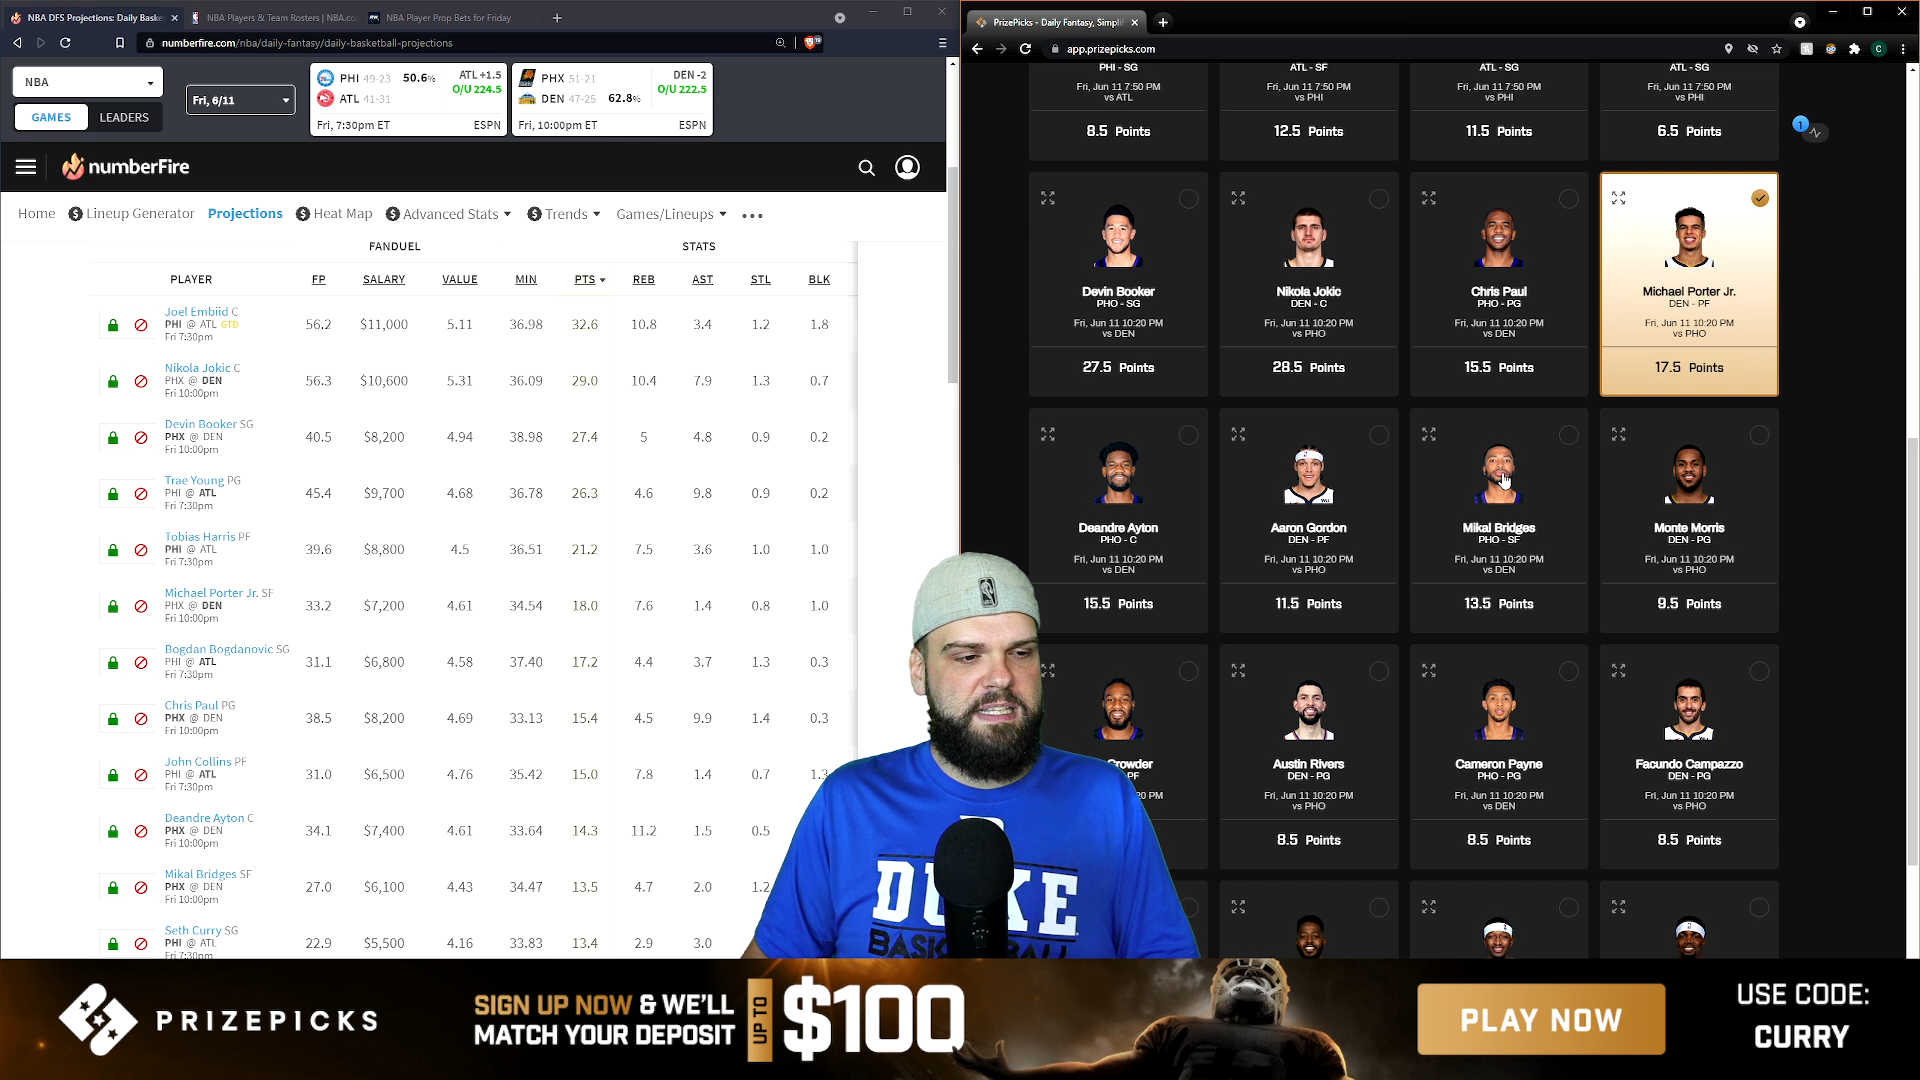 NBA DFS Projections: Daily Baske
NBA Players & Team Rosters | NBA.co
NBA Player Prop Bets for Friday
numberfire.com/nba/daily-fantasy/daily-basketball-projections
NBA
Fri, 6/11
GAMES
LEADERS
PHI 49-23 50.6% ATL +1.5
ATL 41-31 O/U 224.5
Fri, 7:30pm ET ESPN
PHX 51-21 DEN -2
DEN 47-25 62.8% O/U 222.5
Fri, 10:00pm ET ESPN
numberFire
Home Lineup Generator Projections Heat Map Advanced Stats Trends Games/Lineups
FANDUEL STATS
PLAYER FP SALARY VALUE MIN PTS REB AST STL BLK
Joel Embiid C
PHI @ ATL GTD
Fri 7:30pm
56.2 $11,000 5.11 36.98 32.6 10.8 3.4 1.2 1.8
Nikola Jokic C
PHX @ DEN
Fri 10:00pm
56.3 $10,600 5.31 36.09 29.0 10.4 7.9 1.3 0.7
Devin Booker SG
PHX @ DEN
Fri 10:00pm
40.5 $8,200 4.94 38.98 27.4 5 4.8 0.9 0.2
Trae Young PG
PHI @ ATL
Fri 7:30pm
45.4 $9,700 4.68 36.78 26.3 4.6 9.8 0.9 0.2
Tobias Harris PF
PHI @ ATL
Fri 7:30pm
39.6 $8,800 4.5 36.51 21.2 7.5 3.6 1.0 1.0
Michael Porter Jr. SF
PHX @ DEN
Fri 10:00pm
33.2 $7,200 4.61 34.54 18.0 7.6 1.4 0.8 1.0
Bogdan Bogdanovic SG
PHI @ ATL
Fri 7:30pm
31.1 $6,800 4.58 37.40 17.2 4.4 3.7 1.3 0.3
Chris Paul PG
PHX @ DEN
Fri 10:00pm
38.5 $8,200 4.69 33.13 15.4 4.5 9.9 1.4 0.3
John Collins PF
PHI @ ATL
Fri 7:30pm
31.0 $6,500 4.76 35.42 15.0 7.8 1.4 0.7 1.3
Deandre Ayton C
PHX @ DEN
Fri 10:00pm
34.1 $7,400 4.61 33.64 14.3 11.2 1.5 0.5
Mikal Bridges SF
PHX @ DEN
Fri 10:00pm
27.0 $6,100 4.43 34.47 13.5 4.7 2.0 1.2
Seth Curry SG
PHI @ ATL
Fri 7:30pm
22.9 $5,500 4.16 33.83 13.4 2.9 3.0
PrizePicks - Daily Fantasy, Simpli
app.prizepicks.com
PHI - SG ATL - SF ATL - SG ATL - SG
Fri, Jun 11 7:50 PM Fri, Jun 11 7:50 PM Fri, Jun 11 7:50 PM Fri, Jun 11 7:50 PM
vs ATL vs PHI vs PHI vs PHI
8.5 Points 12.5 Points 11.5 Points 6.5 Points
1
Devin Booker Nikola Jokic Chris Paul Michael Porter Jr.
PHO - SG DEN - C PHO - PG DEN - PF
Fri, Jun 11 10:20 PM Fri, Jun 11 10:20 PM Fri, Jun 11 10:20 PM Fri, Jun 11 10:20 PM
vs DEN vs PHO vs DEN vs PHO
27.5 Points 28.5 Points 15.5 Points 17.5 Points
Deandre Ayton Aaron Gordon Mikal Bridges Monte Morris
PHO - C DEN - PF PHO - SF DEN - PG
Fri, Jun 11 10:20 PM Fri, Jun 11 10:20 PM Fri, Jun 11 10:20 PM Fri, Jun 11 10:20 PM
vs DEN vs PHO vs DEN vs PHO
15.5 Points 11.5 Points 13.5 Points 9.5 Points
Crowder Austin Rivers Cameron Payne Facundo Campazzo
PF DEN - PG PHO - PG DEN - PG
20 PM Fri, Jun 11 10:20 PM Fri, Jun 11 10:20 PM Fri, Jun 11 10:20 PM
vs PHO vs DEN vs PHO
8.5 Points 8.5 Points 8.5 Points
DUKE
BASKETBALL
PRIZEPICKS
SIGN UP NOW & WE'LL
MATCH YOUR DEPOSIT
UP TO
$100
PLAY NOW
USE CODE:
CURRY